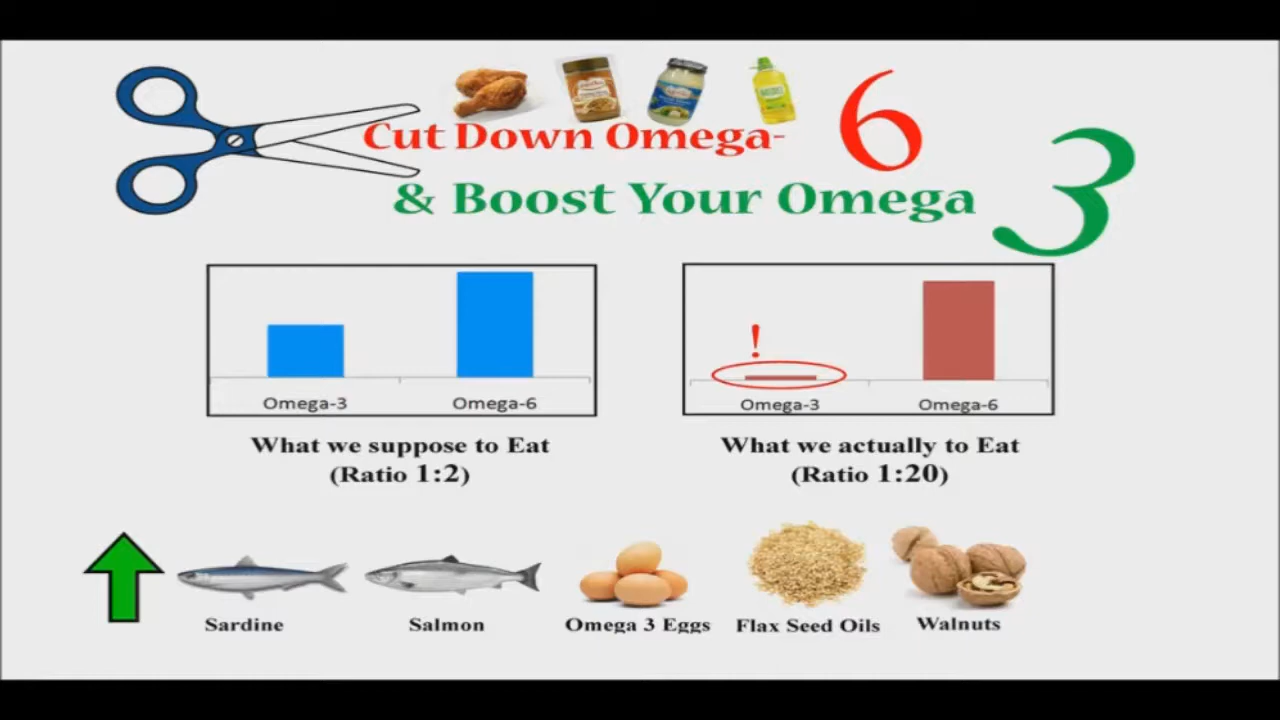 Cut Down Omega- 6
& Boost Your Omega 3
!
Omega-3 Omega-6
Omega-3 Omega-6
What we suppose to Eat
(Ratio 1:2)
What we actually to Eat
(Ratio 1:20)
Sardine
Salmon
Omega 3 Eggs
Flax Seed Oils
Walnuts